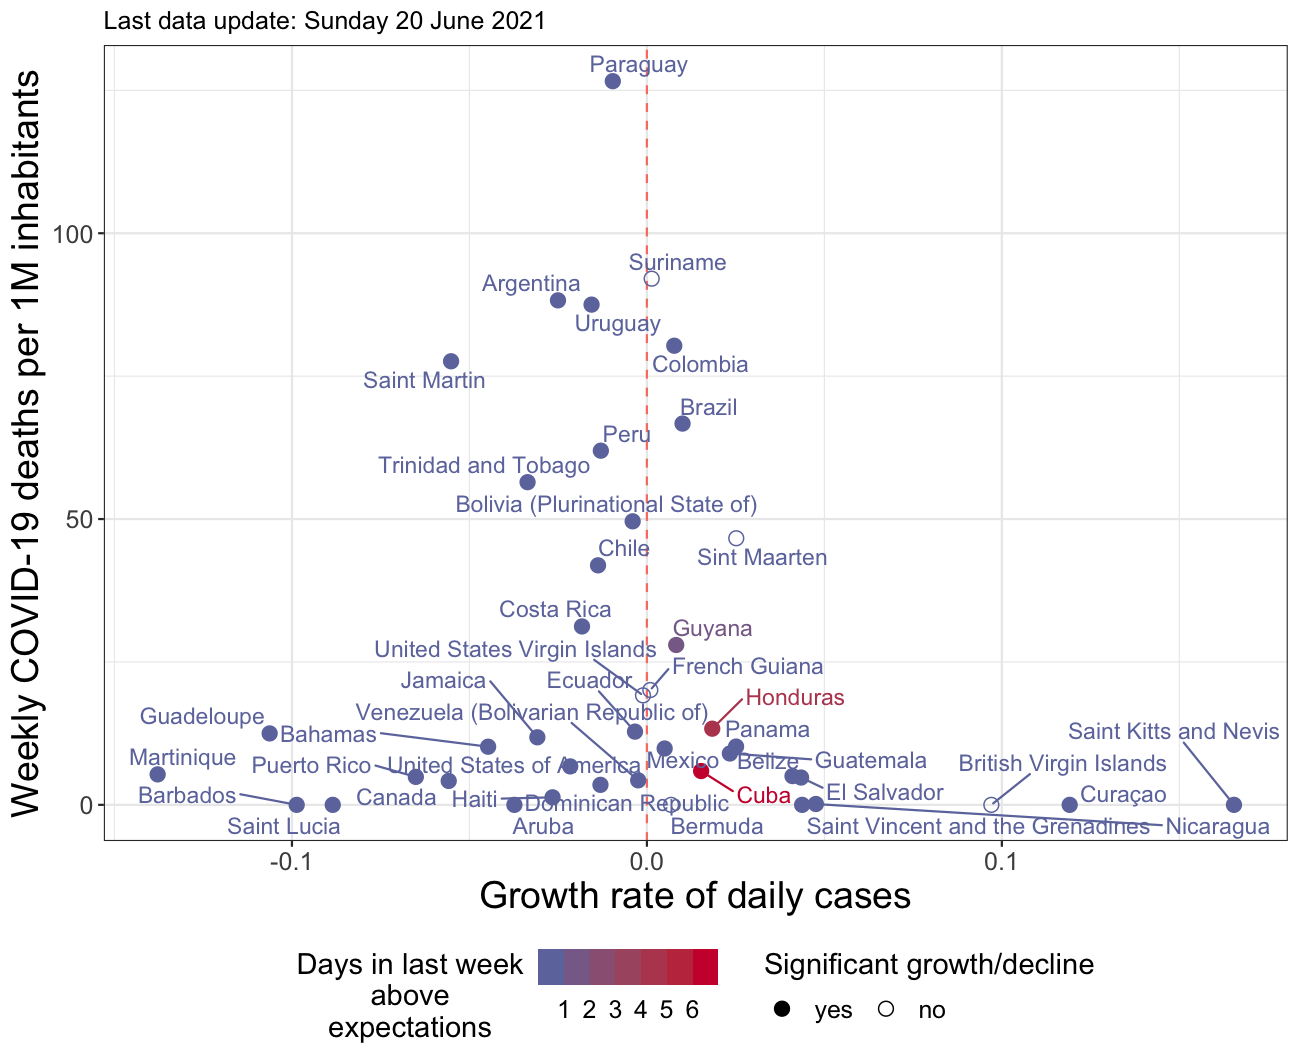 Last data update: Sunday 20 June 2021
Weekly COVID-19 deaths per 1M inhabitants
100
50
0
Paraguay
Suriname
Argentina
Uruguay
Colombia
Saint Martin
Brazil
Peru
Trinidad and Tobago
Bolivia (Plurinational State of)
Chile
Sint Maarten
Costa Rica
Guyana
United States Virgin Islands
French Guiana
Jamaica
Ecuador
Honduras
Venezuela (Bolivarian Republic of)
Guadeloupe
Bahamas
Panama
Saint Kitts and Nevis
Martinique
Puerto Rico
United States of America
Mexico
Belize
Guatemala
British Virgin Islands
Barbados
Canada
Haiti
Dominican Republic
Cuba
El Salvador
Curaçao
Saint Lucia
Aruba
Bermuda
Saint Vincent and the Grenadines
Nicaragua
-0.1
0.0
0.1
Growth rate of daily cases
Days in last week
above
expectations
1 2 3 4 5 6
Significant growth/decline
yes
no